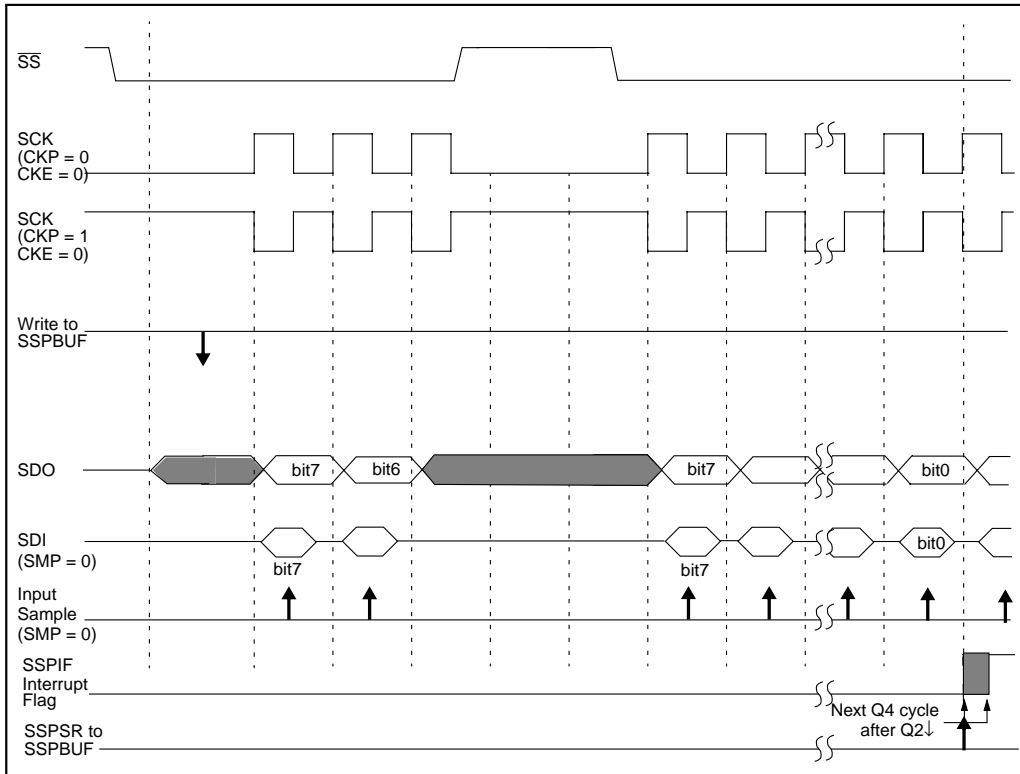 SS
SCK
(CKP = 0
CKE = 0)
SCK
(CKP = 1
CKE = 0)
Write to
SSPBUF
SDO
bit7
bit6
bit7
bit0
SDI
(SMP = 0)
bit7
bit7
bit0
Input
Sample
(SMP = 0)
SSPIF
Interrupt
Flag
Next Q4 cycle
after Q2↓
SSPSR to
SSPBUF